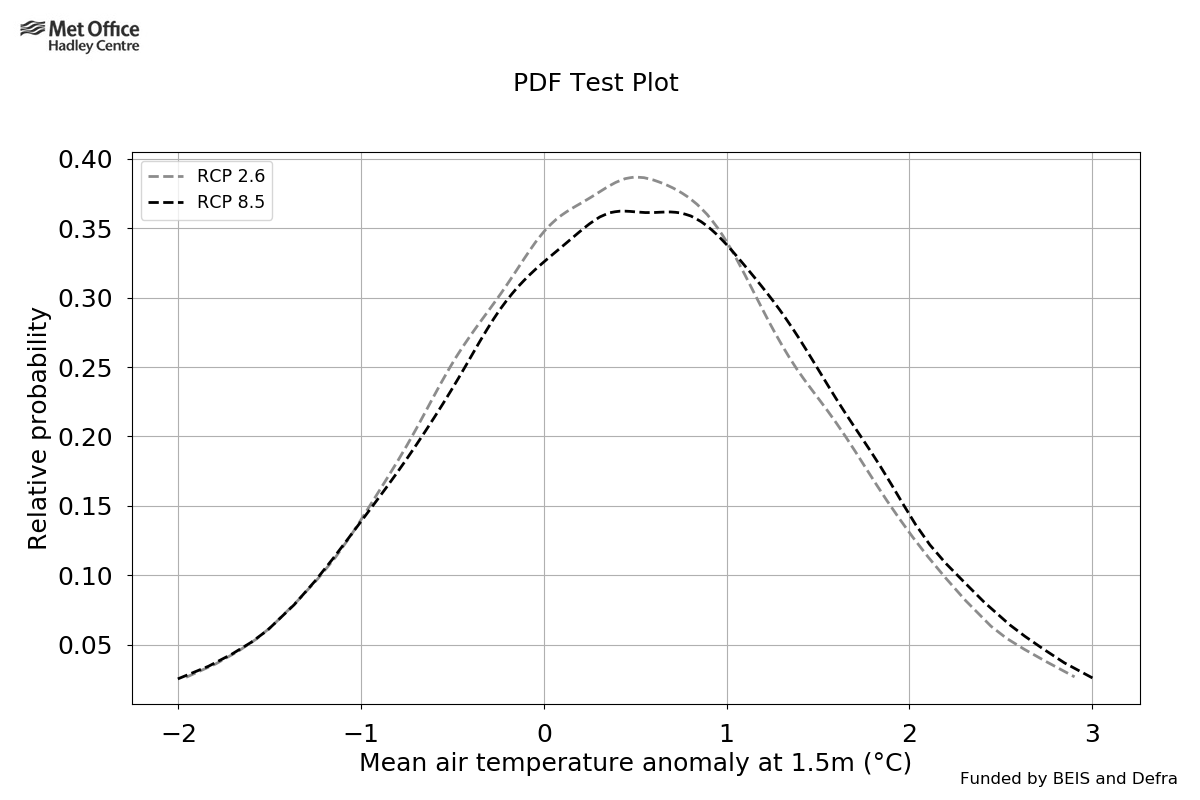 Met Office
Hadley Centre
PDF Test Plot
0.40
0.35
0.30
0.25
0.20
0.15
0.10
0.05
Relative probability
RCP 2.6
RCP 8.5
−2 −1 0 1 2 3
Mean air temperature anomaly at 1.5m (°C)
Funded by BEIS and Defra